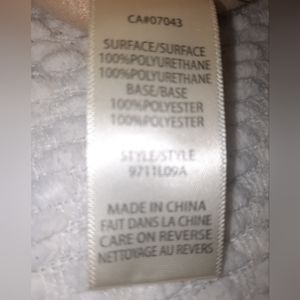 CA#07043
SURFACE/SURFACE
100%POLYURETHANE
100%POLYURETHANE
BASE/BASE
100%POLYESTER
100%POLYESTER
STYLE/STYLE
9711L09A
MADE IN CHINA
FAIT DANS LA CHINE
CARE ON REVERSE
NETTOYAGE AU REVERS